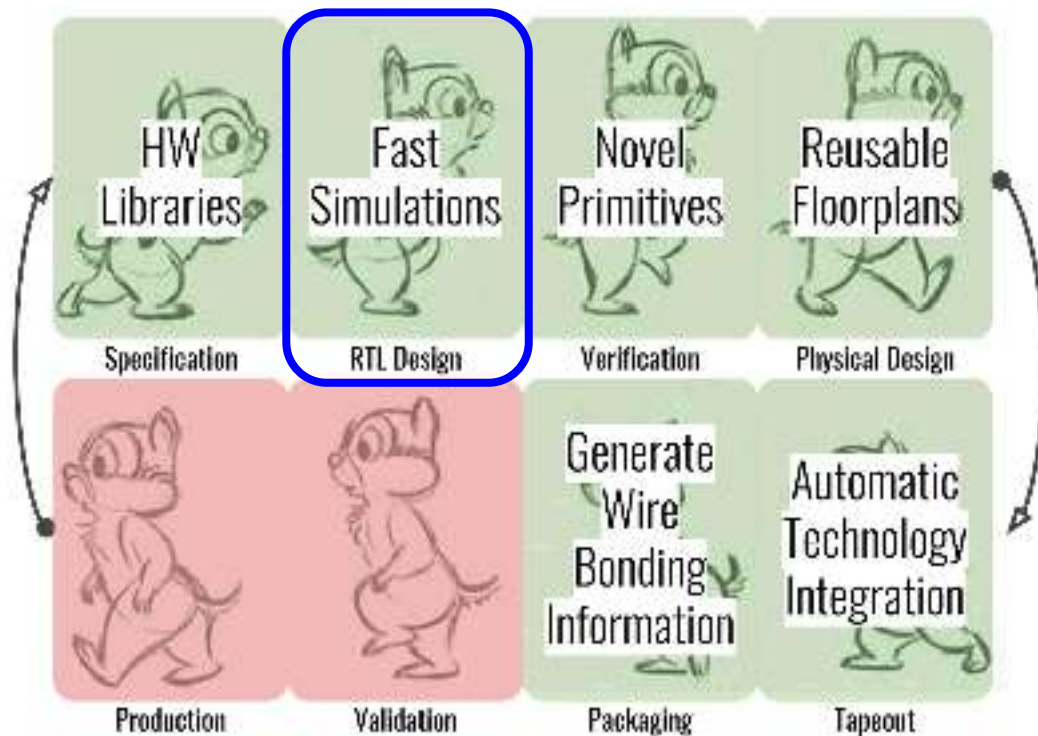 HW
Libraries
Fast
Simulations
Novel
Primitives
Reusable
Floorplans
Specification
RTL Design
Verification
Physical Design
Generate
Wire
Bonding
Information
Automatic
Technology
Integration
Production
Validation
Packaging
Tapeout